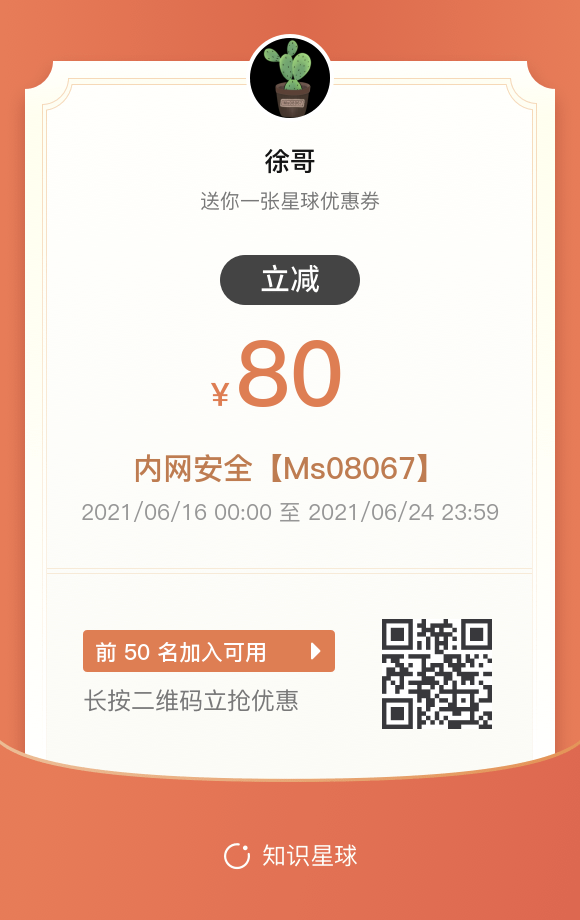 徐哥
送你一张星球优惠券
立减
¥80
内网安全【Ms08067】
2021/06/16 00:00 至 2021/06/24 23:59
前 50 名加入可用
长按二维码立抢优惠
知识星球